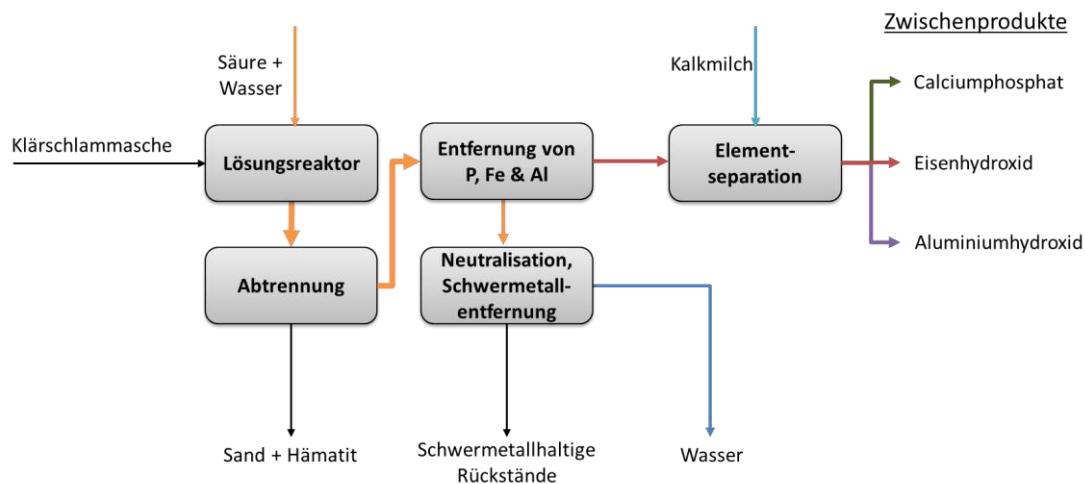 Zwischenprodukte
Säure +
Wasser
Kalkmilch
Calciumphosphat
Klärschlammasche
Lösungsreaktor
Entfernung von
P, Fe & Al
Element-
separation
Eisenhydroxid
Aluminiumhydroxid
Abtrennung
Neutralisation,
Schwermetall-
entfernung
Sand + Hämatit
Schwermetallhaltige
Rückstände
Wasser